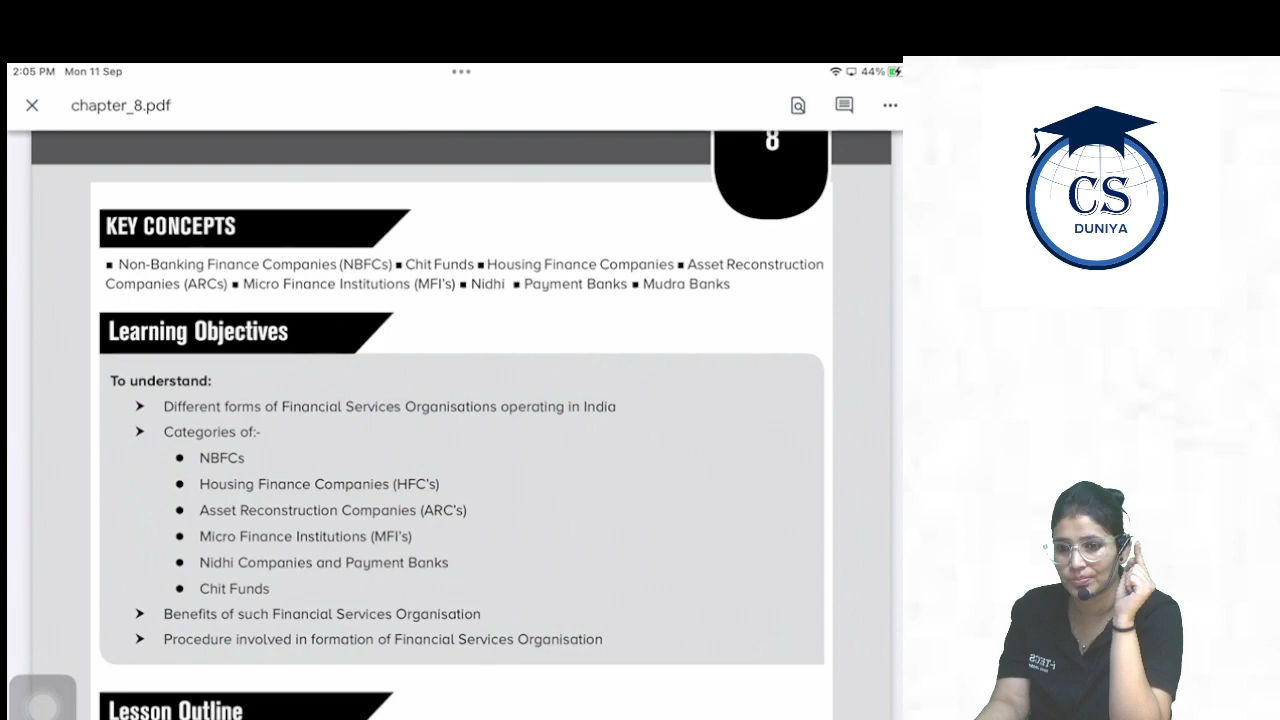 2:05 PM Mon 11 Sep
44%
chapter_8.pdf
8
KEY CONCEPTS
▪ Non-Banking Finance Companies (NBFCs) ▪ Chit Funds ▪ Housing Finance Companies ▪ Asset Reconstruction
Companies (ARCs) ▪ Micro Finance Institutions (MFI's) ▪ Nidhi ▪ Payment Banks ▪ Mudra Banks
Learning Objectives
To understand:
➤ Different forms of Financial Services Organisations operating in India
➤ Categories of:-
● NBFCs
● Housing Finance Companies (HFC's)
● Asset Reconstruction Companies (ARC's)
● Micro Finance Institutions (MFI's)
● Nidhi Companies and Payment Banks
● Chit Funds
➤ Benefits of such Financial Services Organisation
➤ Procedure involved in formation of Financial Services Organisation
Lesson Outline
CS
DUNIYA